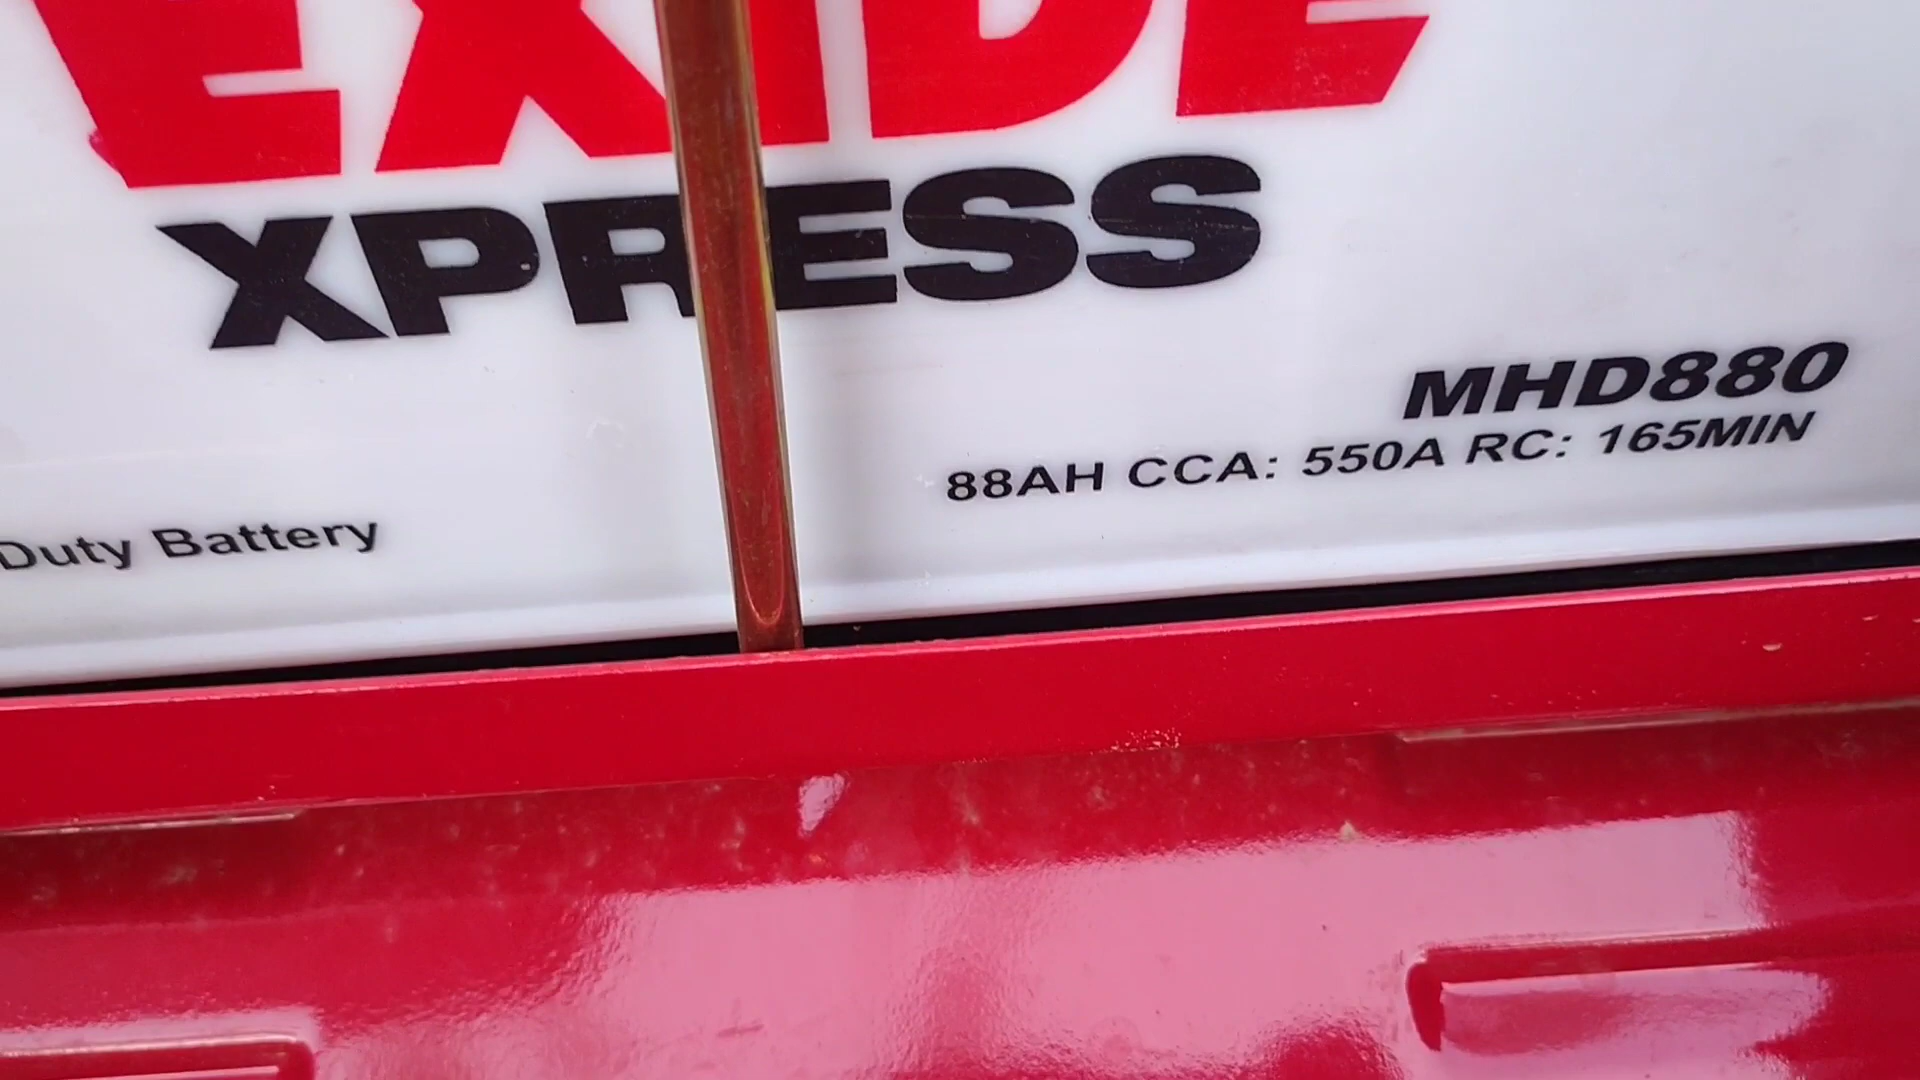 EXIDE
XPRESS
MHD880
88AH CCA: 550A RC: 165MIN
Duty Battery